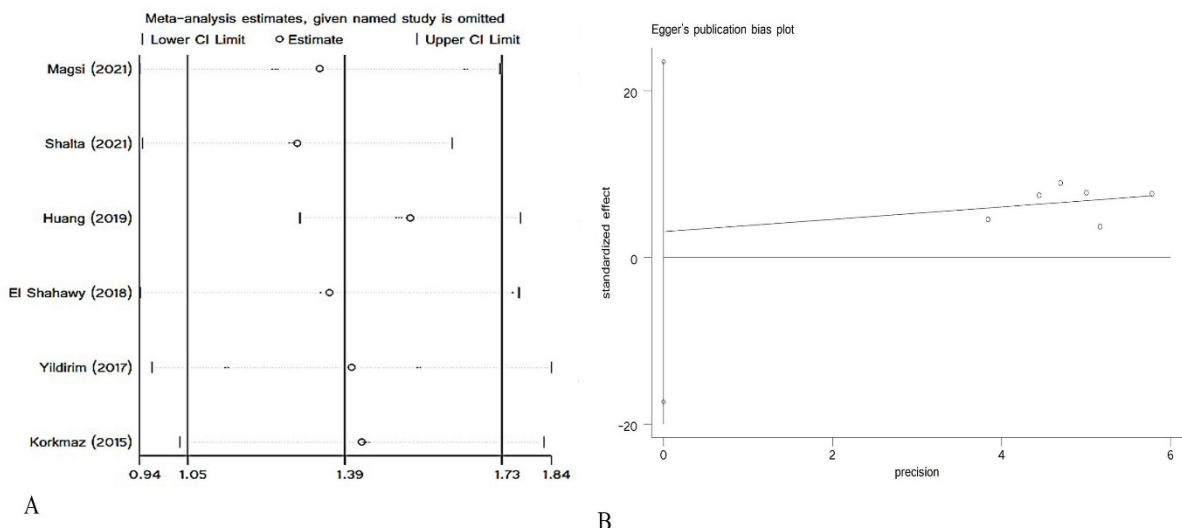 Meta-analysis estimates, given named study is omitted
Lower CI Limit Estimate Upper CI Limit
Magsi (2021)
Shalta (2021)
Huang (2019)
El Shahawy (2018)
Yildirim (2017)
Korkmaz (2015)
0.94 1.05 1.39 1.73 1.84
A
Egger's publication bias plot
20
0
-20
standardized effect
0 2 4 6
precision
B